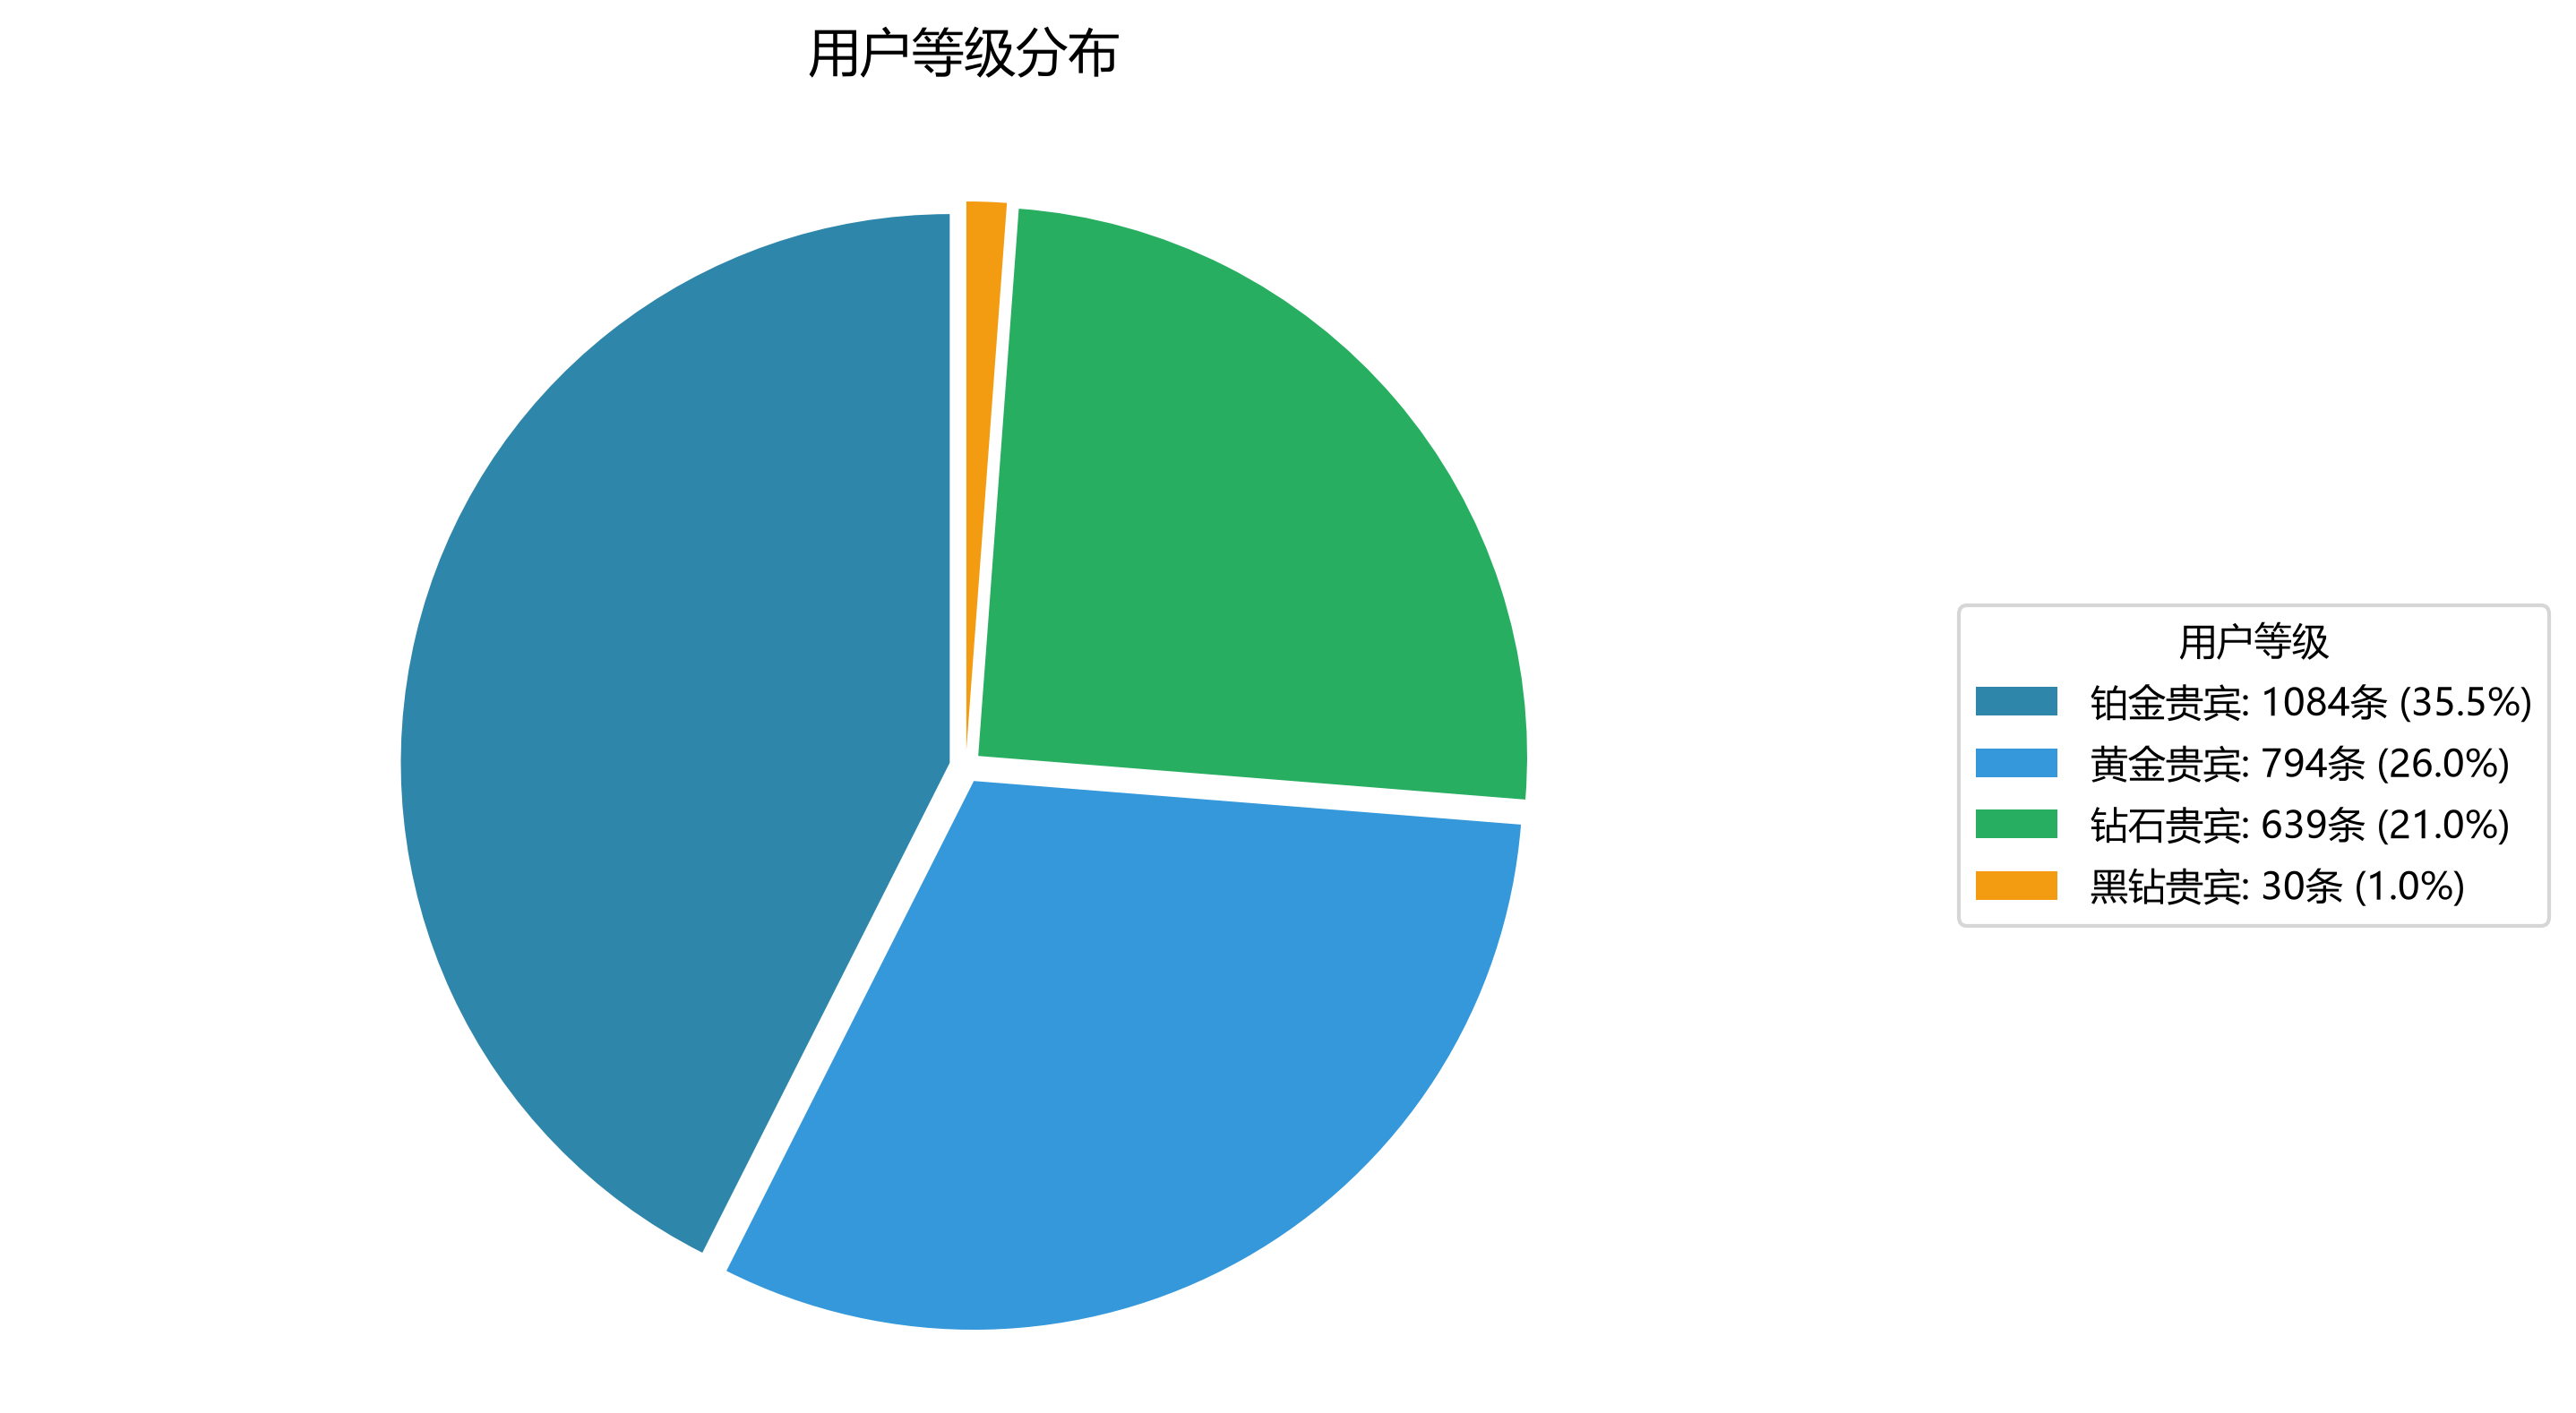 用户等级分布
用户等级
铂金贵宾: 1084条 (35.5%)
黄金贵宾: 794条 (26.0%)
钻石贵宾: 639条 (21.0%)
黑钻贵宾: 30条 (1.0%)